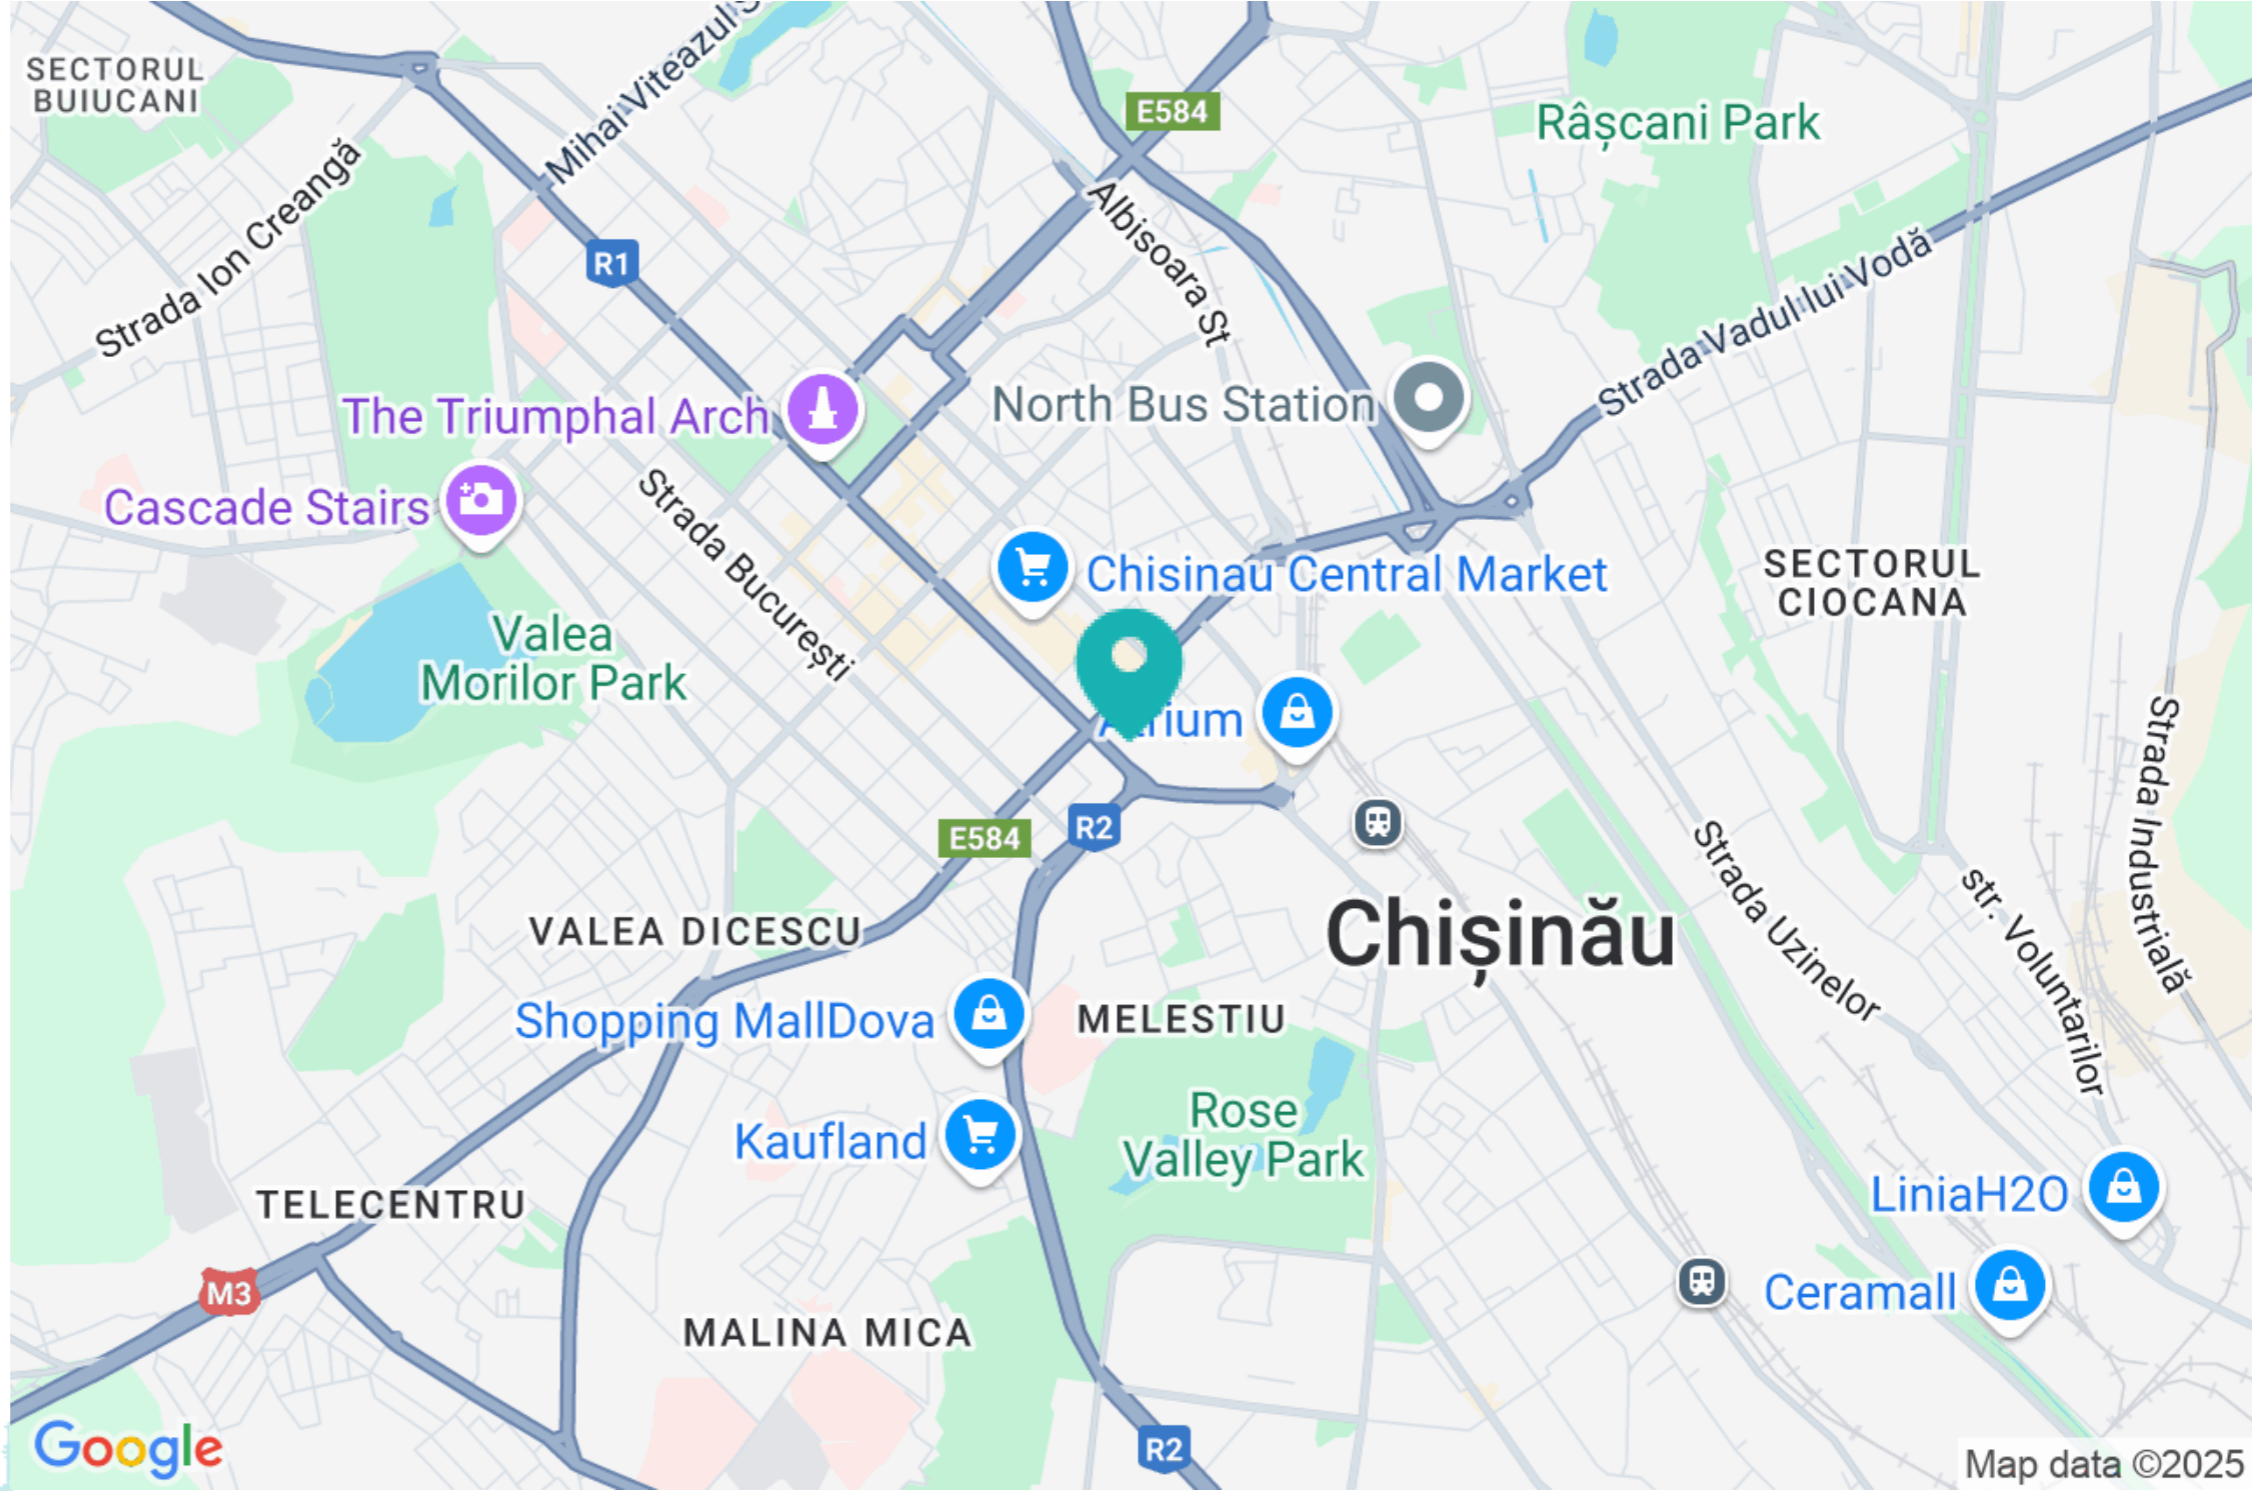 SECTORUL
BUIUCANI
Mihai Viteazul
E584
Râșcani Park
Strada Ion Creangă
R1
Albisoara St
Strada Vadul lui Vodă
The Triumphal Arch
North Bus Station
Cascade Stairs
Strada București
Chisinau Central Market
SECTORUL
CIOCANA
Valea
Morilor Park
Atrium
Strada Industrială
E584
R2
Strada Uzinelor
str. Voluntarilor
VALEA DICESCU
Chișinău
Shopping MallDova
MELESTIU
Rose
Valley Park
Kaufland
TELECENTRU
LiniaH2O
M3
Ceramall
MALINA MICA
Google
R2
Map data ©2025